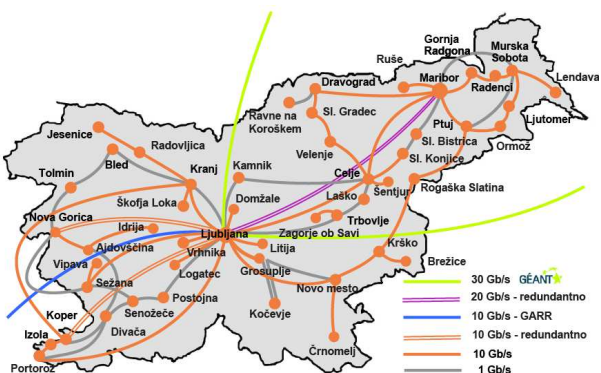 Gornja
Radgona
Murska
Sobota
Ruše
Maribor
Dravograd
Radenci
Lendava
Ravne na
Koroškem
Sl. Gradec
Ljutomer
Ptuj
Jesenice
Sl. Bistrica
Ormož
Radovljica
Velenje
Sl. Konjice
Bled
Kranj
Kamnik
Celje
Tolmin
Šentjur
Rogaška Slatina
Škofja Loka
Domžale
Laško
Trbovlje
Nova Gorica
Idrija
Ljubljana
Zagorje ob Savi
Ajdovščina
Vrhnika
Litija
Krško
Vipava
Logatec
Grosuplje
Brežice
Sežana
Novo mesto
Koper
Senožeče
Postojna
Kočevje
Izola
Divača
Črnomelj
Portorož
30 Gb/s GÉANT
20 Gb/s - redundantno
10 Gb/s - GARR
10 Gb/s - redundantno
10 Gb/s
1 Gb/s